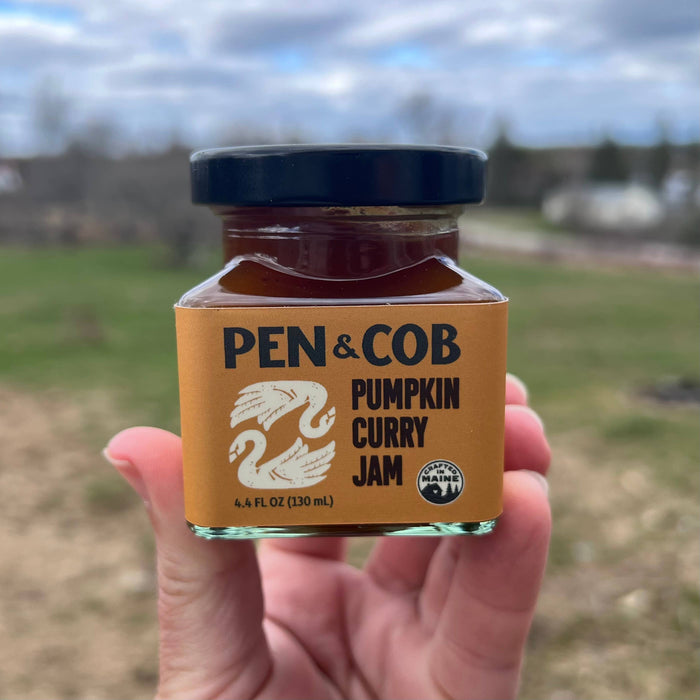 PEN & COB
PUMPKIN
CURRY
JAM
CRAFTED
IN
MAINE
4.4 FL OZ (130 mL)